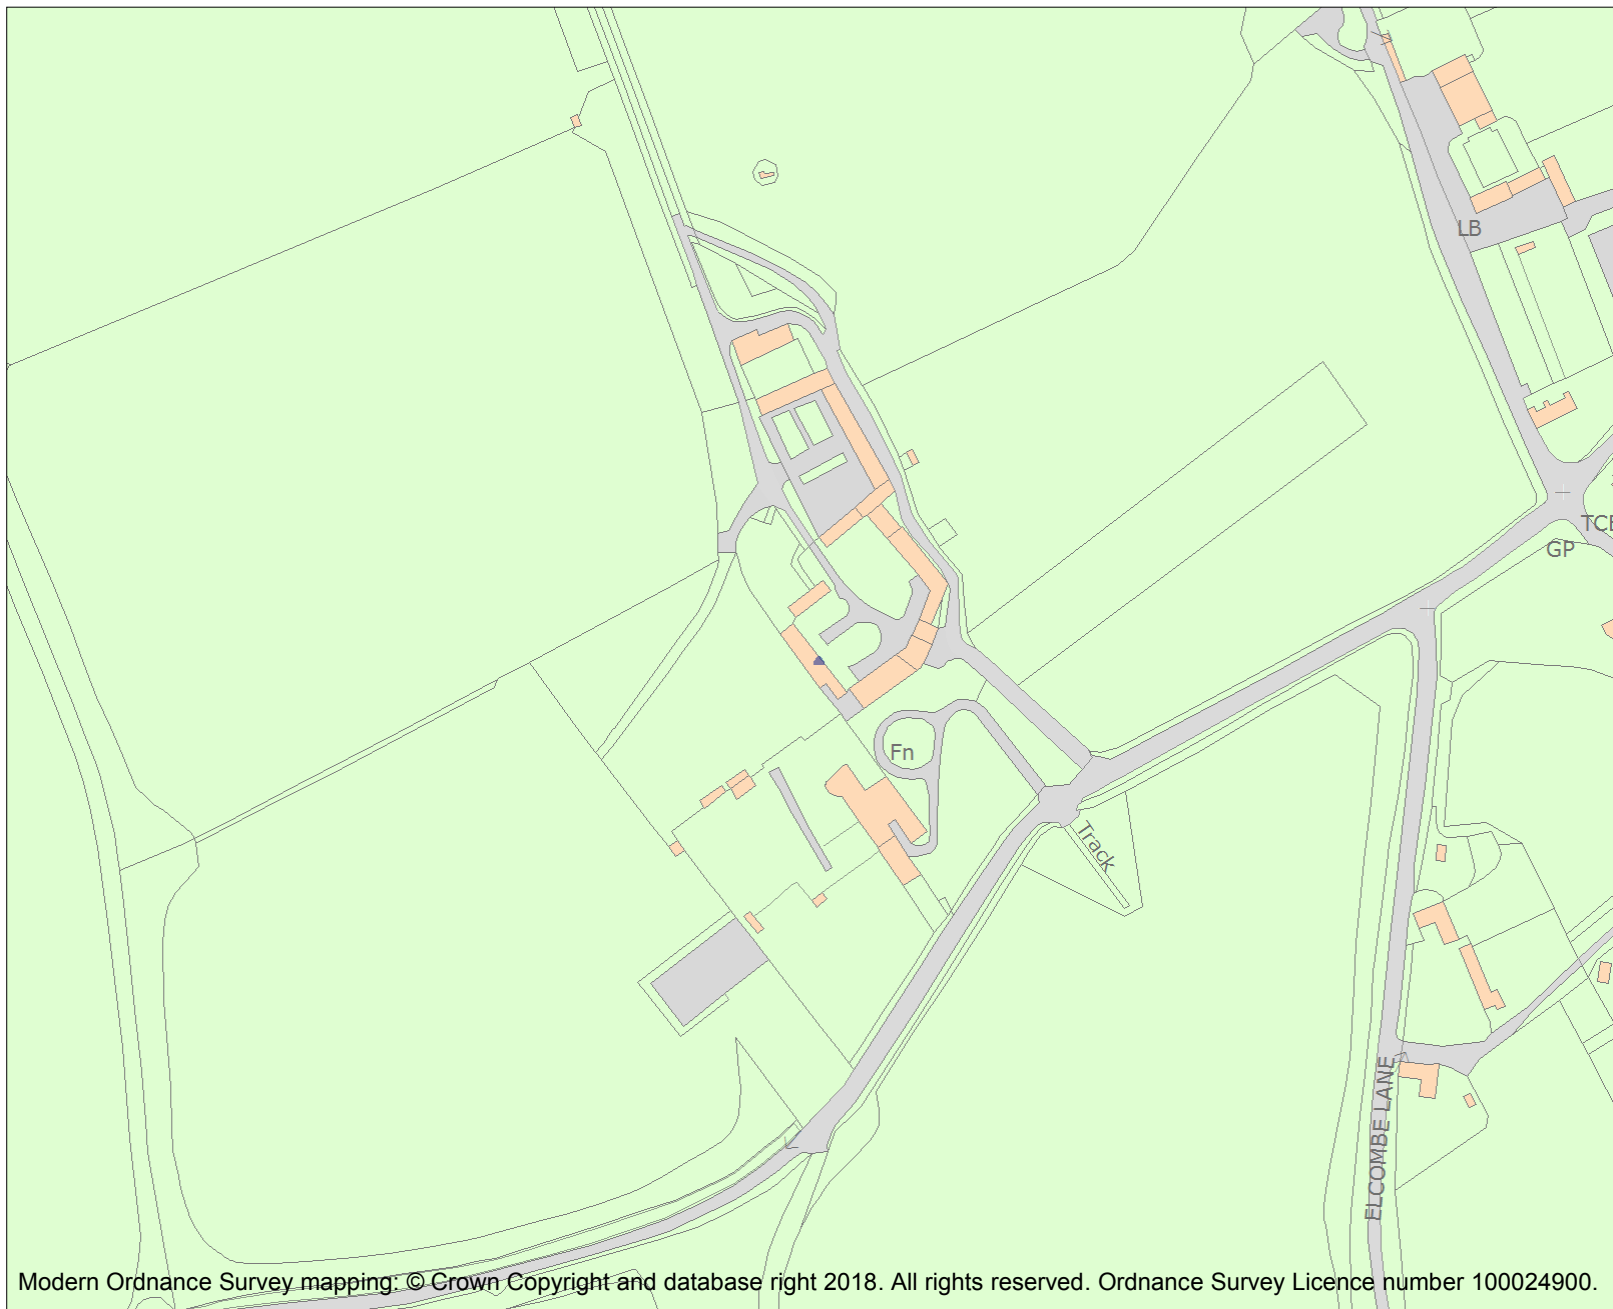 LB
TCB
GP
Fn
Track
ELCOMBE LANE
Modern Ordnance Survey mapping: © Crown Copyright and database right 2018. All rights reserved. Ordnance Survey Licence number 100024900.